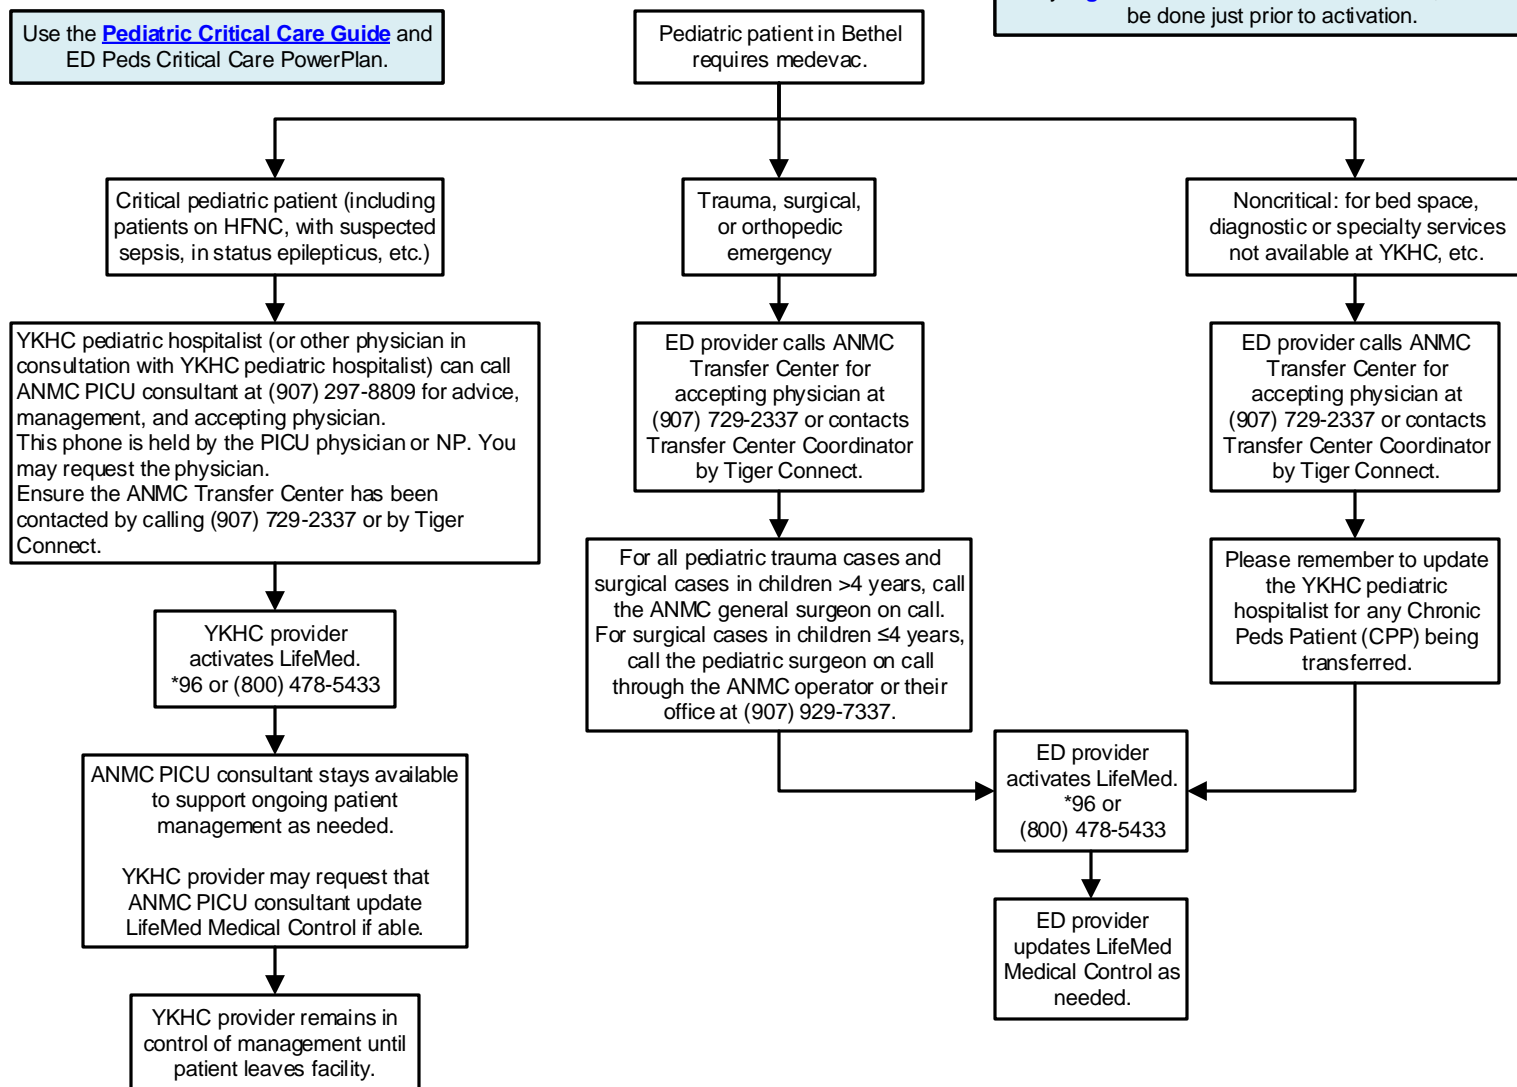 Use the Pediatric Critical Care Guide and
ED Peds Critical Care PowerPlan.
Pediatric patient in Bethel
requires medevac.
be done just prior to activation.
Critical pediatric patient (including
patients on HFNC, with suspected
sepsis, in status epilepticus, etc.)
Trauma, surgical,
or orthopedic
emergency
Noncritical: for bed space,
diagnostic or specialty services
not available at YKHC, etc.
YKHC pediatric hospitalist (or other physician in
consultation with YKHC pediatric hospitalist) can call
ANMC PICU consultant at (907) 297-8809 for advice,
management, and accepting physician.
This phone is held by the PICU physician or NP. You
may request the physician.
Ensure the ANMC Transfer Center has been
contacted by calling (907) 729-2337 or by Tiger
Connect.
ED provider calls ANMC
Transfer Center for
accepting physician at
(907) 729-2337 or contacts
Transfer Center Coordinator
by Tiger Connect.
ED provider calls ANMC
Transfer Center for
accepting physician at
(907) 729-2337 or contacts
Transfer Center Coordinator
by Tiger Connect.
For all pediatric trauma cases and
surgical cases in children >4 years, call
the ANMC general surgeon on call.
For surgical cases in children ≤4 years,
call the pediatric surgeon on call
through the ANMC operator or their
office at (907) 929-7337.
Please remember to update
the YKHC pediatric
hospitalist for any Chronic
Peds Patient (CPP) being
transferred.
YKHC provider
activates LifeMed.
*96 or (800) 478-5433
ANMC PICU consultant stays available
to support ongoing patient
management as needed.
YKHC provider may request that
ANMC PICU consultant update
LifeMed Medical Control if able.
ED provider
activates LifeMed.
*96 or
(800) 478-5433
ED provider
updates LifeMed
Medical Control as
needed.
YKHC provider remains in
control of management until
patient leaves facility.